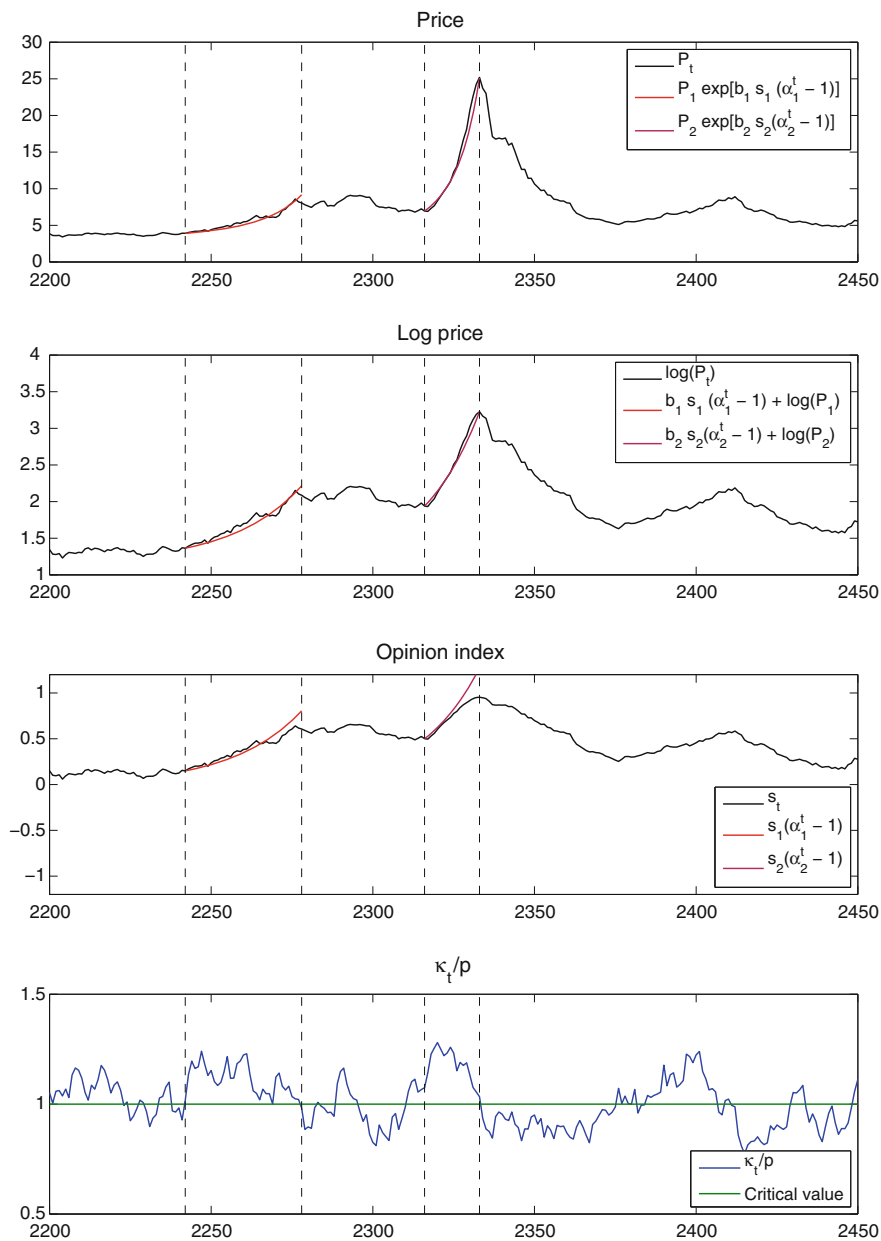 Price
30
25
20
15
10
5
0
P_t
P_1 exp[b_1 s_1 (α_1^t − 1)]
P_2 exp[b_2 s_2(α_2^t − 1)]
2200 2250 2300 2350 2400 2450
Log price
4
3.5
3
2.5
2
1.5
1
log(P_t)
b_1 s_1 (α_1^t − 1) + log(P_1)
b_2 s_2(α_2^t − 1) + log(P_2)
2200 2250 2300 2350 2400 2450
Opinion index
1
0.5
0
−0.5
−1
s_t
s_1(α_1^t − 1)
s_2(α_2^t − 1)
2200 2250 2300 2350 2400 2450
κ_t/p
1.5
1
0.5
κ_t/p
Critical value
2200 2250 2300 2350 2400 2450